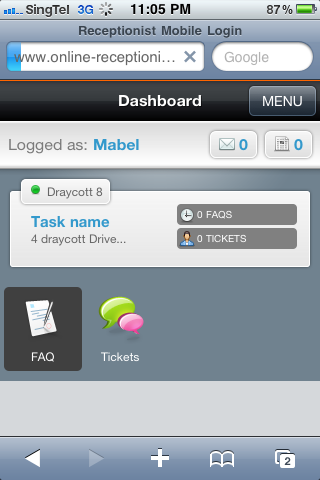 SingTel 3G 11:05 PM 87%
Receptionist Mobile Login
www.online-receptioni... Google
Dashboard MENU
Logged as: Mabel 0 0
Draycott 8
Task name
4 draycott Drive...
0 FAQS
0 TICKETS
FAQ Tickets
2